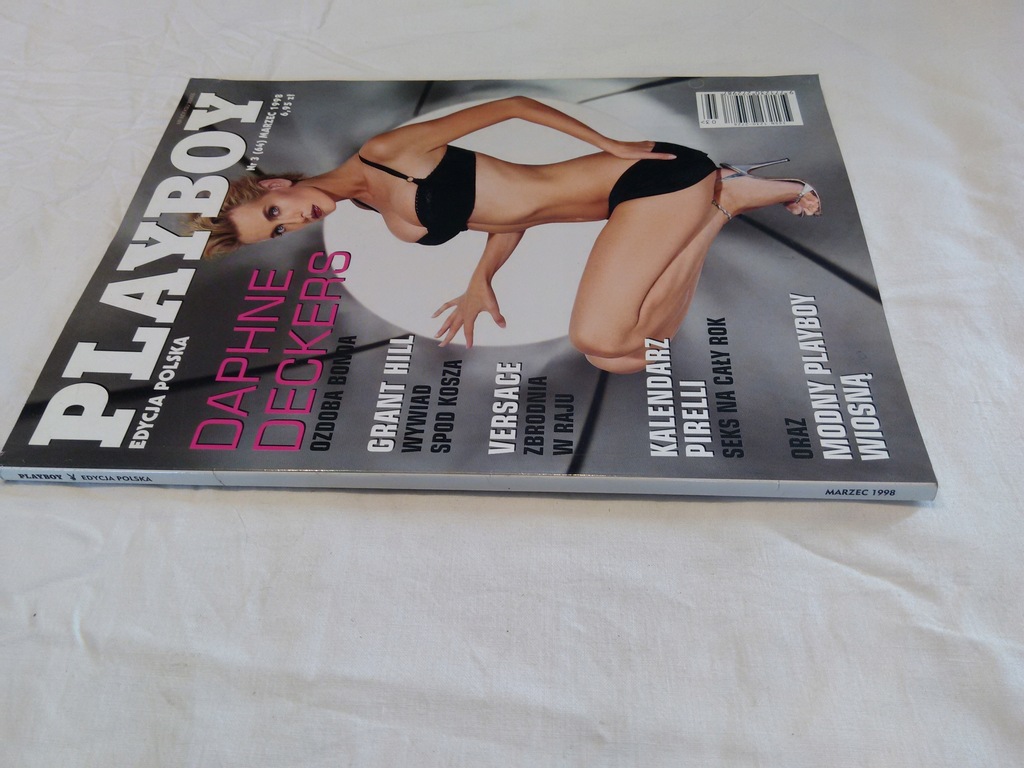 PLAYBOY
EDYCJA POLSKA
Nr 3 (64) MARZEC 1998
6,95 zł
DAPHNE
DECKERS
OZDOBA BONDA
GRANT HILL
WYWIAD
SPOD KOSZA
VERSACE
ZBRODNIA
W RAJU
KALENDARZ
PIRELLI
SEKS NA CAŁY ROK
ORAZ
MODNY PLAYBOY
WIOSNĄ
PLAYBOY EDYCJA POLSKA
MARZEC 1998